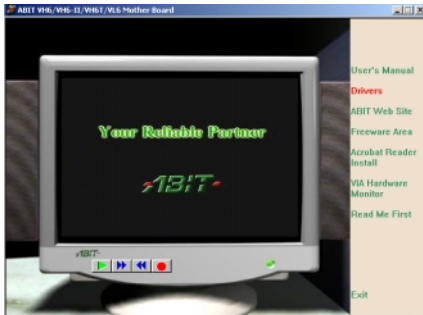 ABIT VH6/VH6-II/VH6T/VL6 Mother Board
User's Manual
Drivers
ABIT Web Site
Freeware Area
Acrobat Reader
Install
VIA Hardware
Monitor
Read Me First
Exit
Your Reliable Partner
ABIT
ABIT